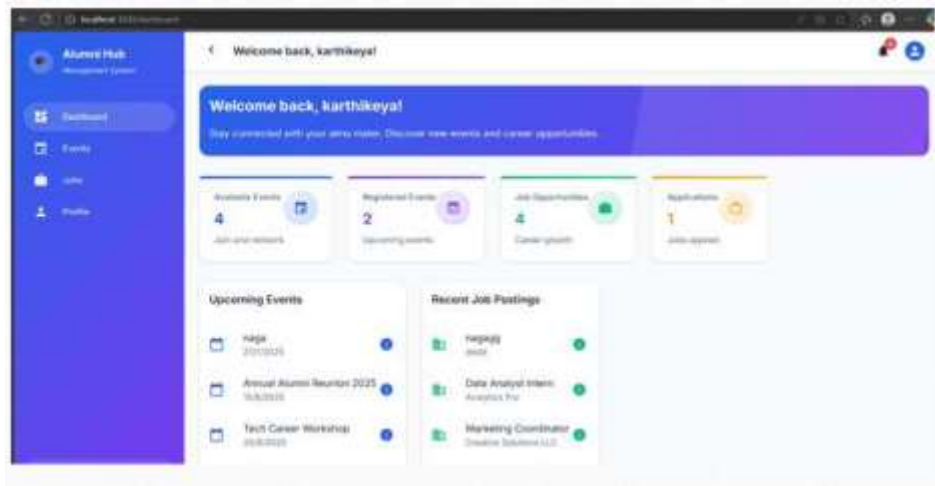 Alumni Hub
Management System
Dashboard
Events
Jobs
Profile
Welcome back, karthikeya!
Welcome back, karthikeya!
Stay connected with your alma mater. Discover new events and career opportunities.
Available Events
4
Join and network
Registered Events
2
Upcoming events
Job Opportunities
4
Career growth
Applications
1
Jobs applied
Upcoming Events
naga
Annual Alumni Reunion 2025
Tech Career Workshop
Recent Job Postings
nagagg
Data Analyst Intern
Analytics Pro
Marketing Coordinator
Creative Solutions LLC